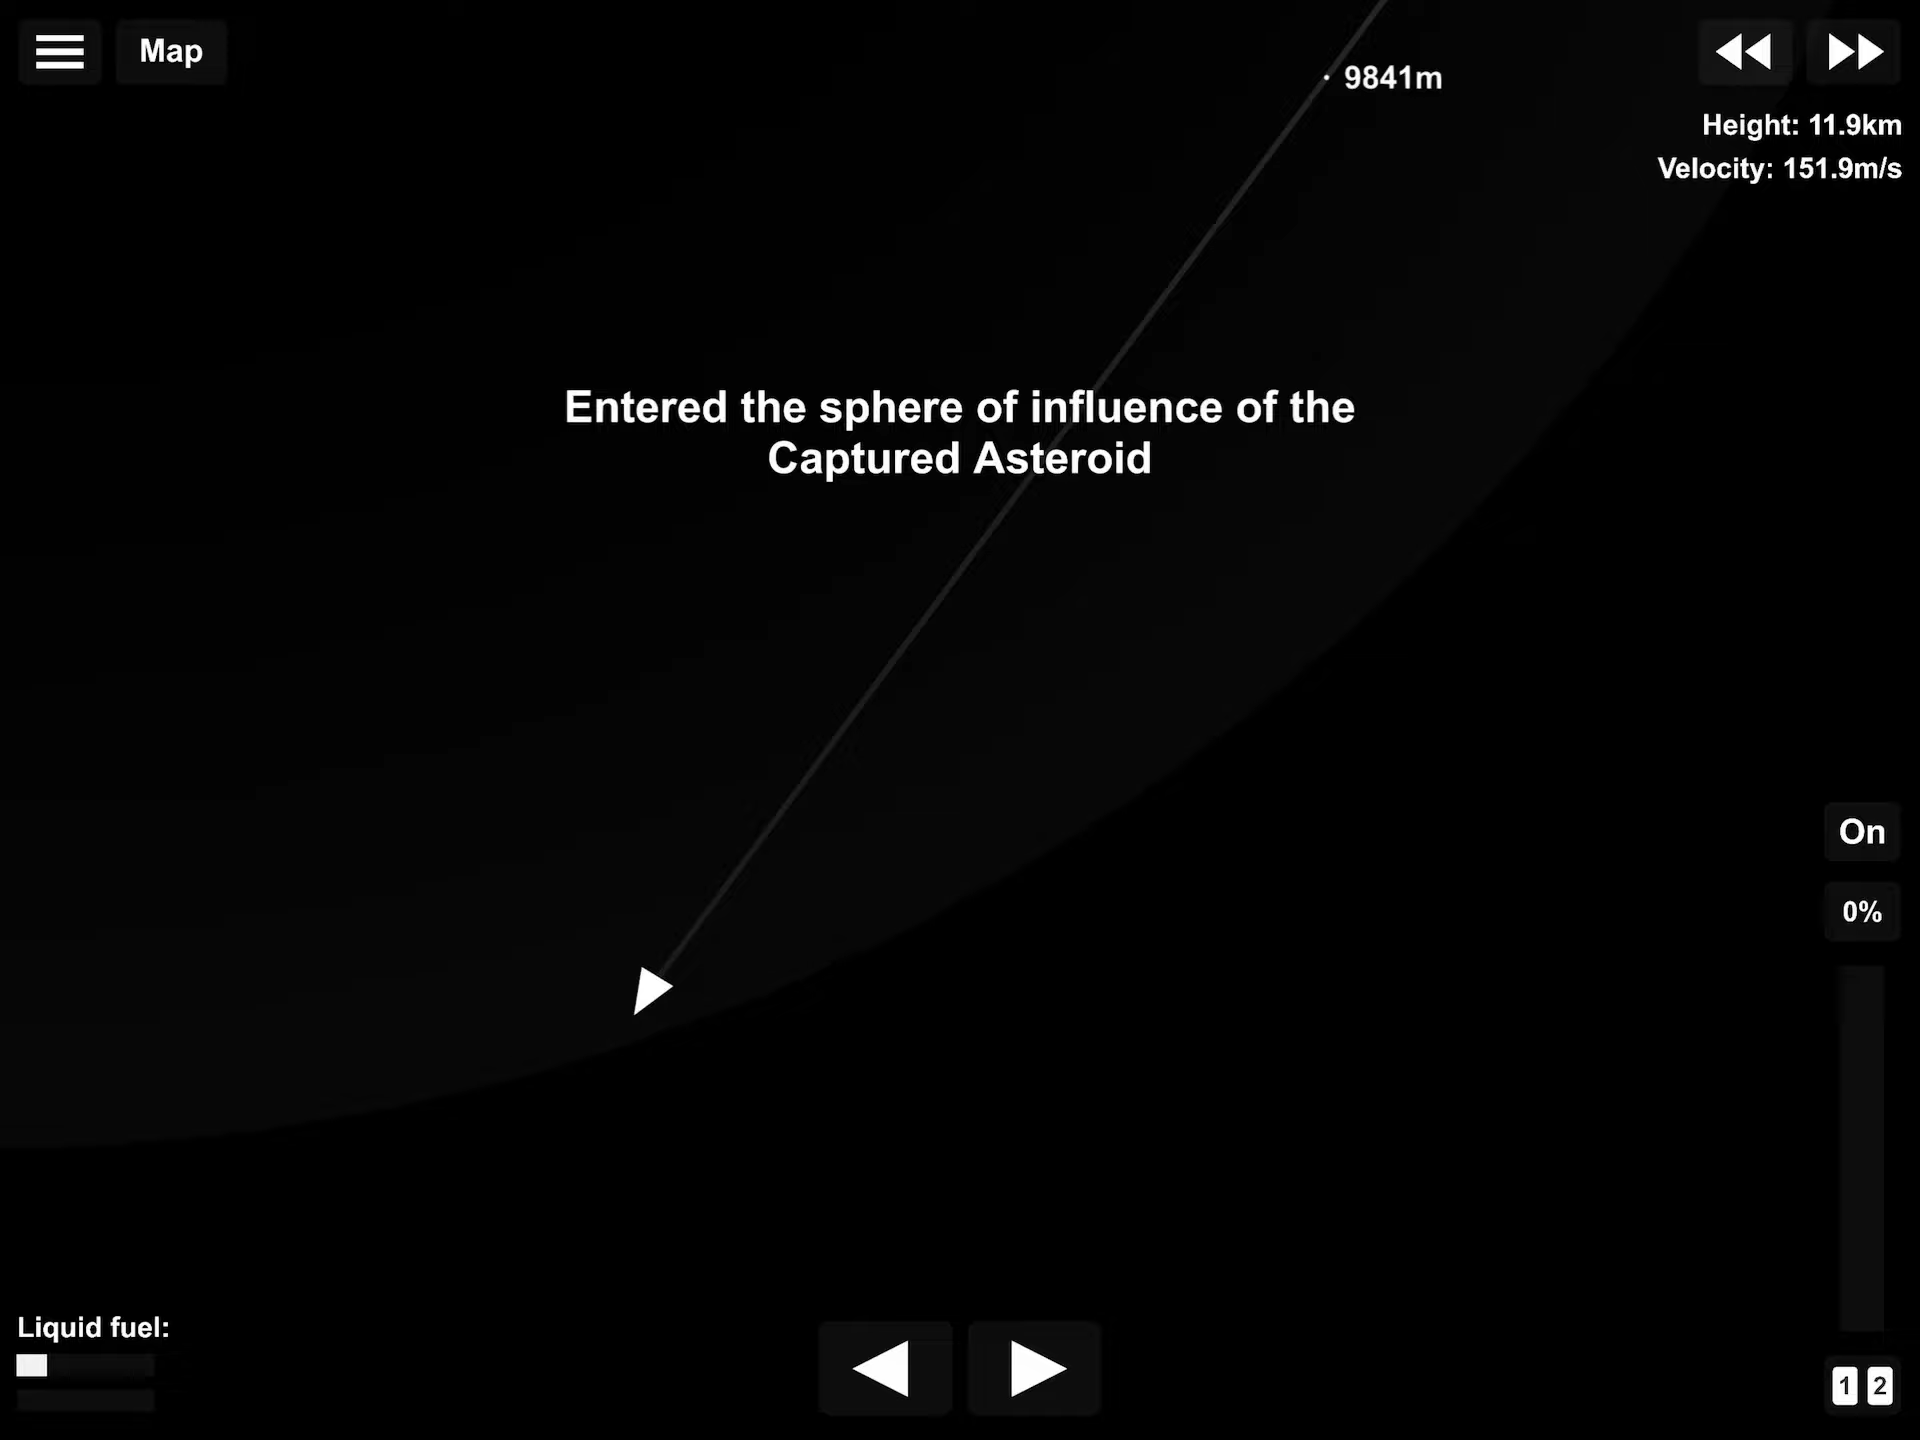 Map
9841m
Height: 11.9km
Velocity: 151.9m/s
Entered the sphere of influence of the
Captured Asteroid
On
0%
Liquid fuel:
1 2